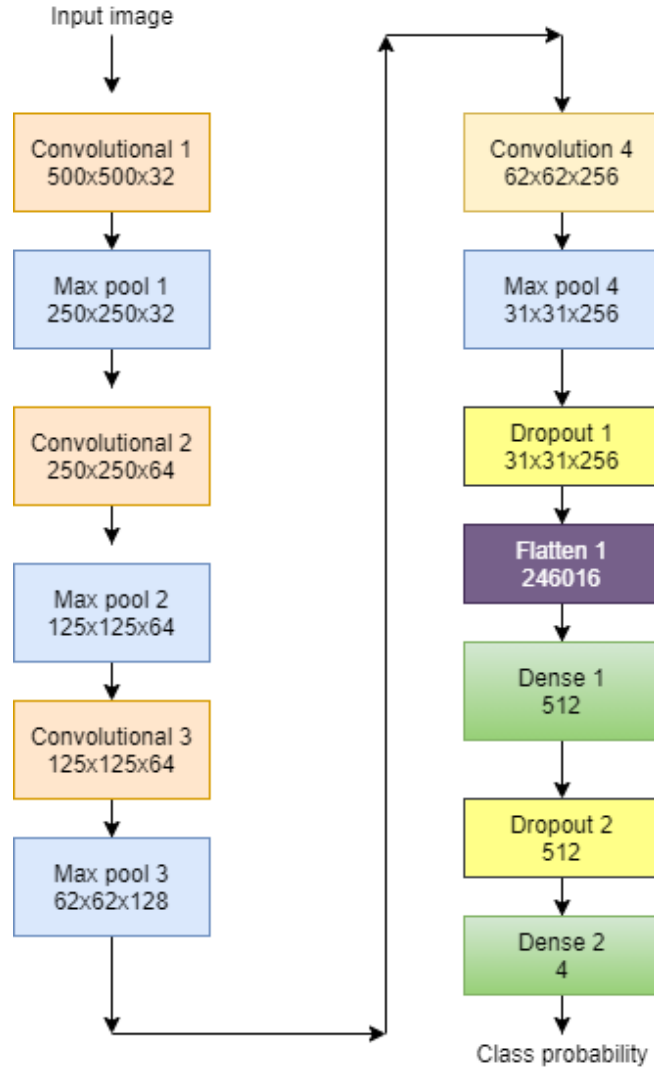 Input image
Convolutional 1
500x500x32
Max pool 1
250x250x32
Convolutional 2
250x250x64
Max pool 2
125x125x64
Convolutional 3
125x125x64
Max pool 3
62x62x128
Convolution 4
62x62x256
Max pool 4
31x31x256
Dropout 1
31x31x256
Flatten 1
246016
Dense 1
512
Dropout 2
512
Dense 2
4
Class probability